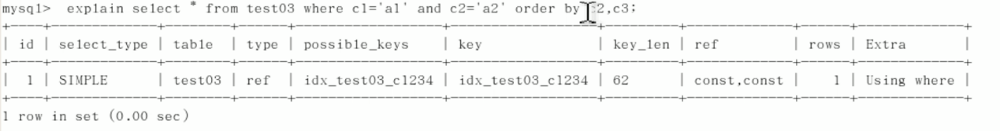 mysql>  explain select * from test03 where c1='a1' and c2='a2' order by 2,c3;
+----+-------------+--------+------+------------------+------------------+---------+-------------+------+-------------+
| id | select_type | table  | type | possible_keys    | key              | key_len | ref         | rows | Extra       |
+----+-------------+--------+------+------------------+------------------+---------+-------------+------+-------------+
|  1 | SIMPLE      | test03 | ref  | idx_test03_c1234 | idx_test03_c1234 | 62      | const,const |    1 | Using where |
+----+-------------+--------+------+------------------+------------------+---------+-------------+------+-------------+
1 row in set (0.00 sec)